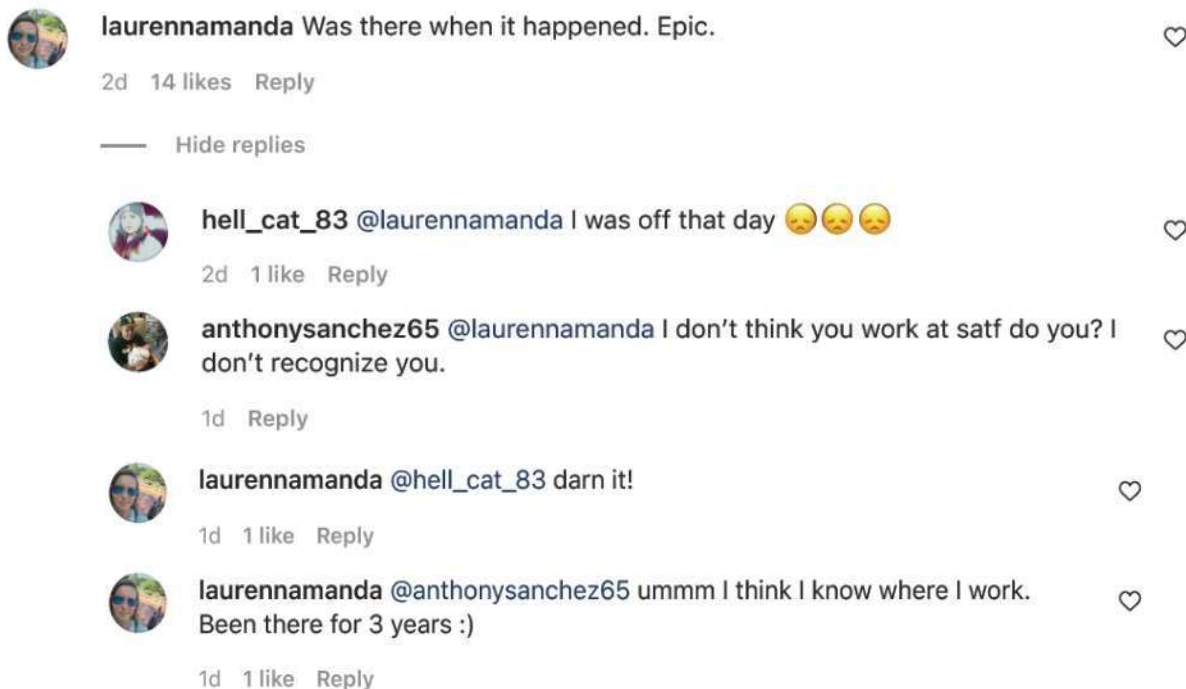 laurennamanda Was there when it happened. Epic.
2d 14 likes Reply
Hide replies
hell_cat_83 @laurennamanda I was off that day 😞😞😞
2d 1 like Reply
anthonysanchez65 @laurennamanda I don't think you work at satf do you? I
don't recognize you.
1d Reply
laurennamanda @hell_cat_83 darn it!
1d 1 like Reply
laurennamanda @anthonysanchez65 ummm I think I know where I work.
Been there for 3 years :)
1d 1 like Reply